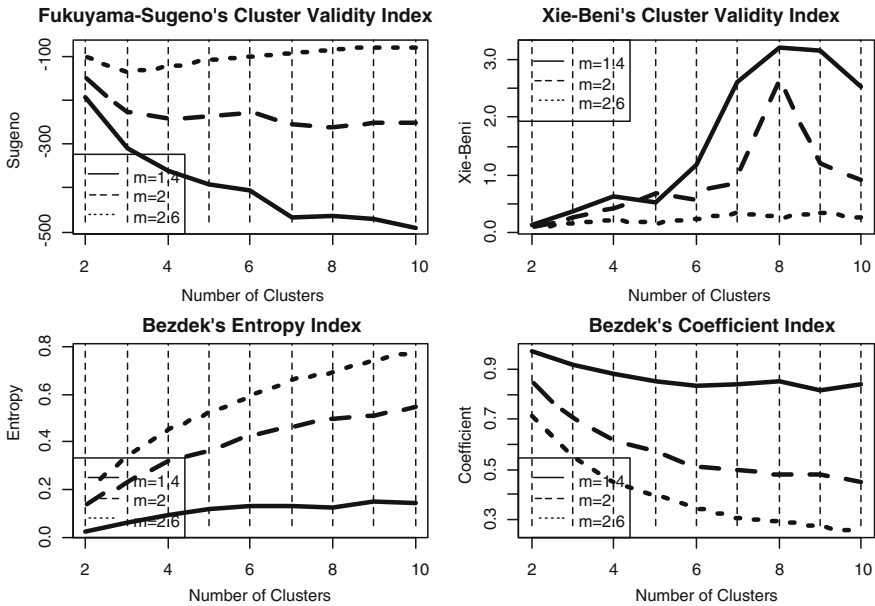 Fukuyama-Sugeno's Cluster Validity Index
Sugeno
-100
-300
-500
m=1.4
m=2
m=2.6
2 4 6 8 10
Number of Clusters
Xie-Beni's Cluster Validity Index
Xie-Beni
3.0
2.0
1.0
0.0
m=1.4
m=2
m=2.6
2 4 6 8 10
Number of Clusters
Bezdek's Entropy Index
Entropy
0.8
0.6
0.4
0.2
0.0
m=1.4
m=2
m=2.6
2 4 6 8 10
Number of Clusters
Bezdek's Coefficient Index
Coefficient
0.9
0.7
0.5
0.3
m=1.4
m=2
m=2.6
2 4 6 8 10
Number of Clusters